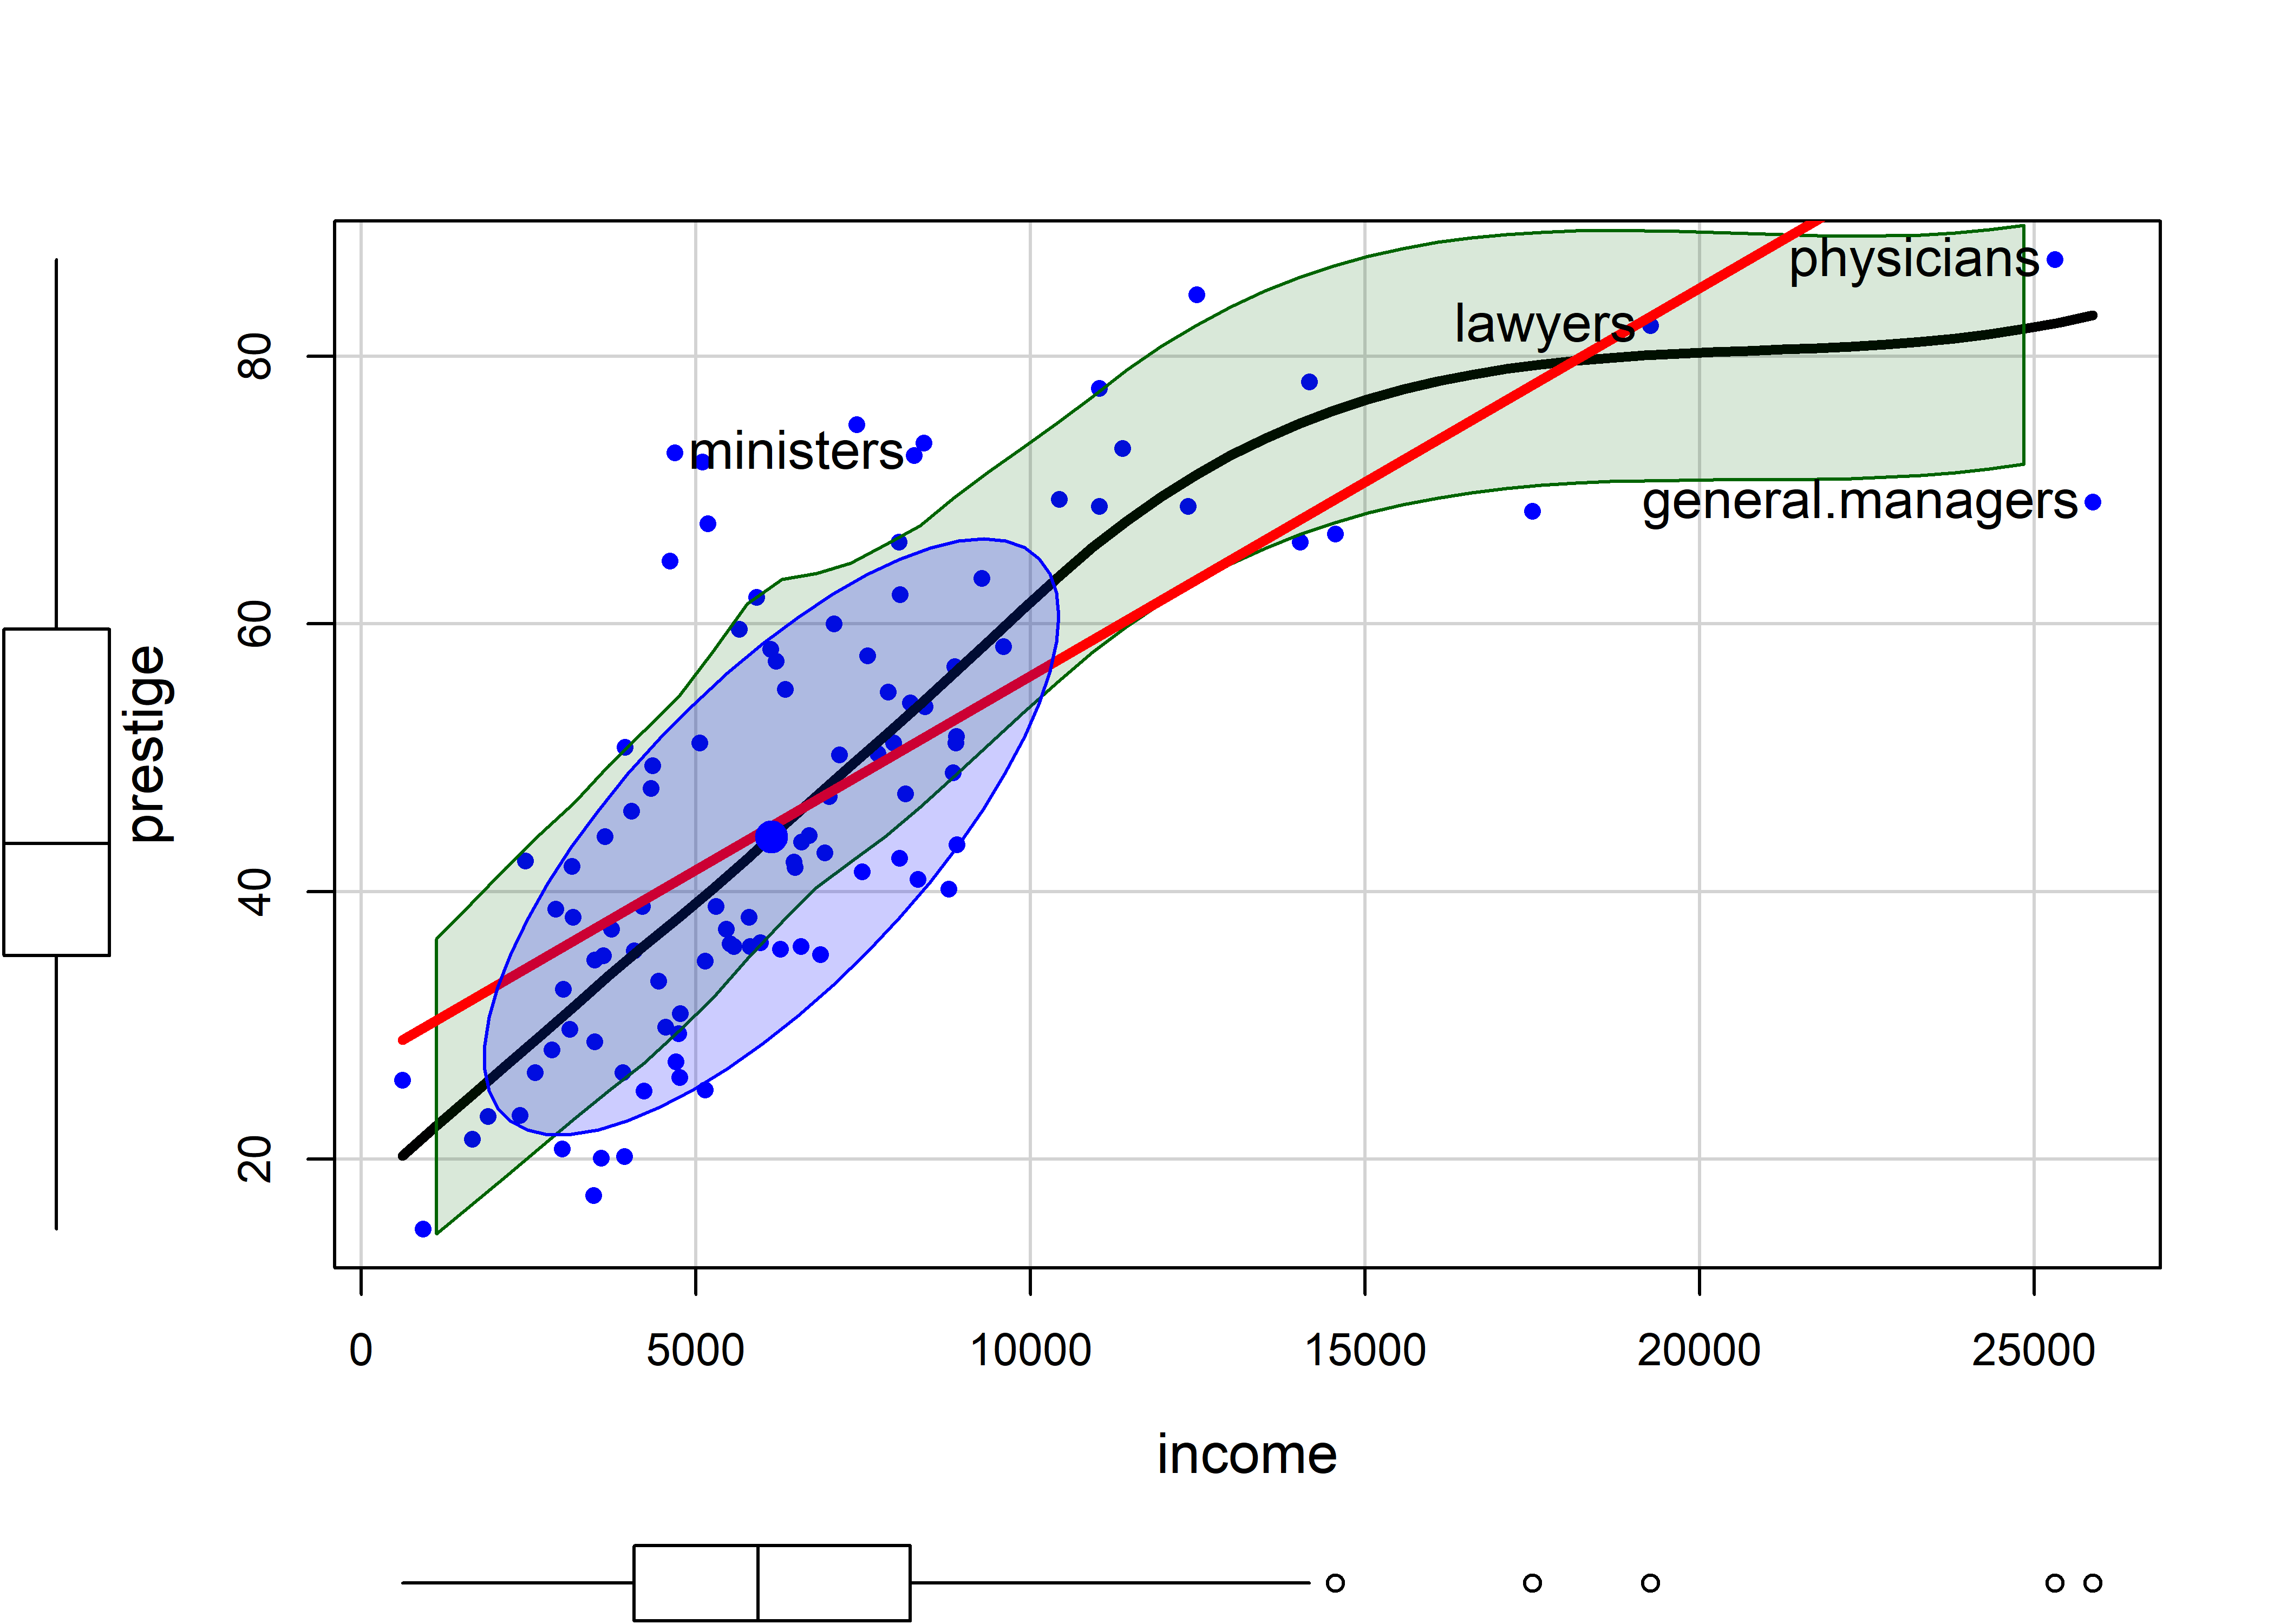 physicians
lawyers
ministers
general.managers
prestige
80
60
40
20
0 5000 10000 15000 20000 25000
income